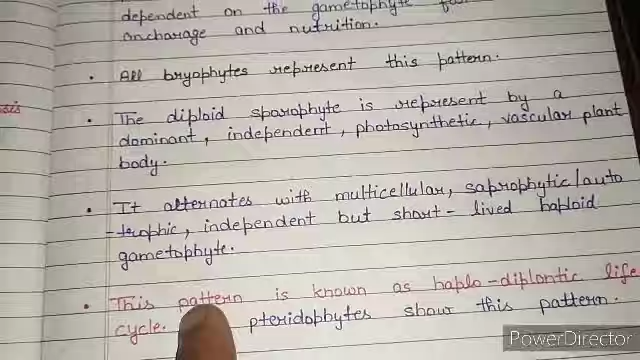 dependent on the gametophyte for
anchorage and nutrition.
• All bryophytes represent this pattern.
sis
• The diploid sporophyte is represent by a
dominant, independent, photosynthetic, vascular plant
body.
• It alternates with multicellular, saprophytic/auto
-trophic, independent but short-lived haploid
gametophyte.
• This pattern is known as haplo-diplontic life
cycle. pteridophytes show this pattern.
PowerDirector